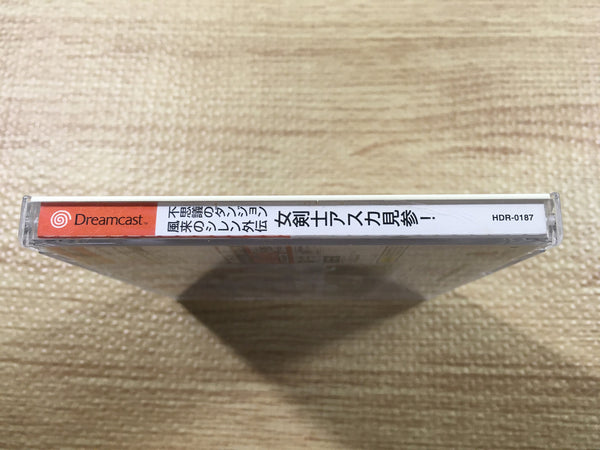 Dreamcast™
不思議のダンジョン
風来のシレン外伝
女剣士アスカ見参!
HDR-0187